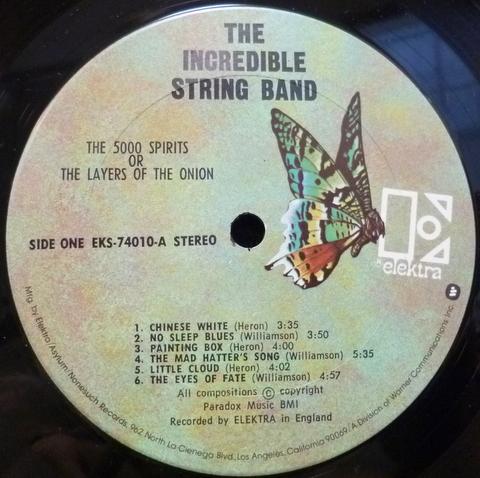 THE
INCREDIBLE
STRING BAND
THE 5000 SPIRITS
OR
THE LAYERS OF THE ONION
SIDE ONE EKS-74010-A STEREO
elektra
1. CHINESE WHITE (Heron) 3:35
2. NO SLEEP BLUES (Williamson) 3:50
3. PAINTING BOX (Heron) 4:00
4. THE MAD HATTER'S SONG (Williamson) 5:35
5. LITTLE CLOUD (Heron) 4:02
6. THE EYES OF FATE (Williamson) 4:57
All compositions © copyright
Paradox Music BMI
Recorded by ELEKTRA in England
Mfg. by Elektra/Asylum/Nonesuch Records, 962 North La Cienega Blvd., Los Angeles, California 90069 / A Division of Warner Communications Inc.